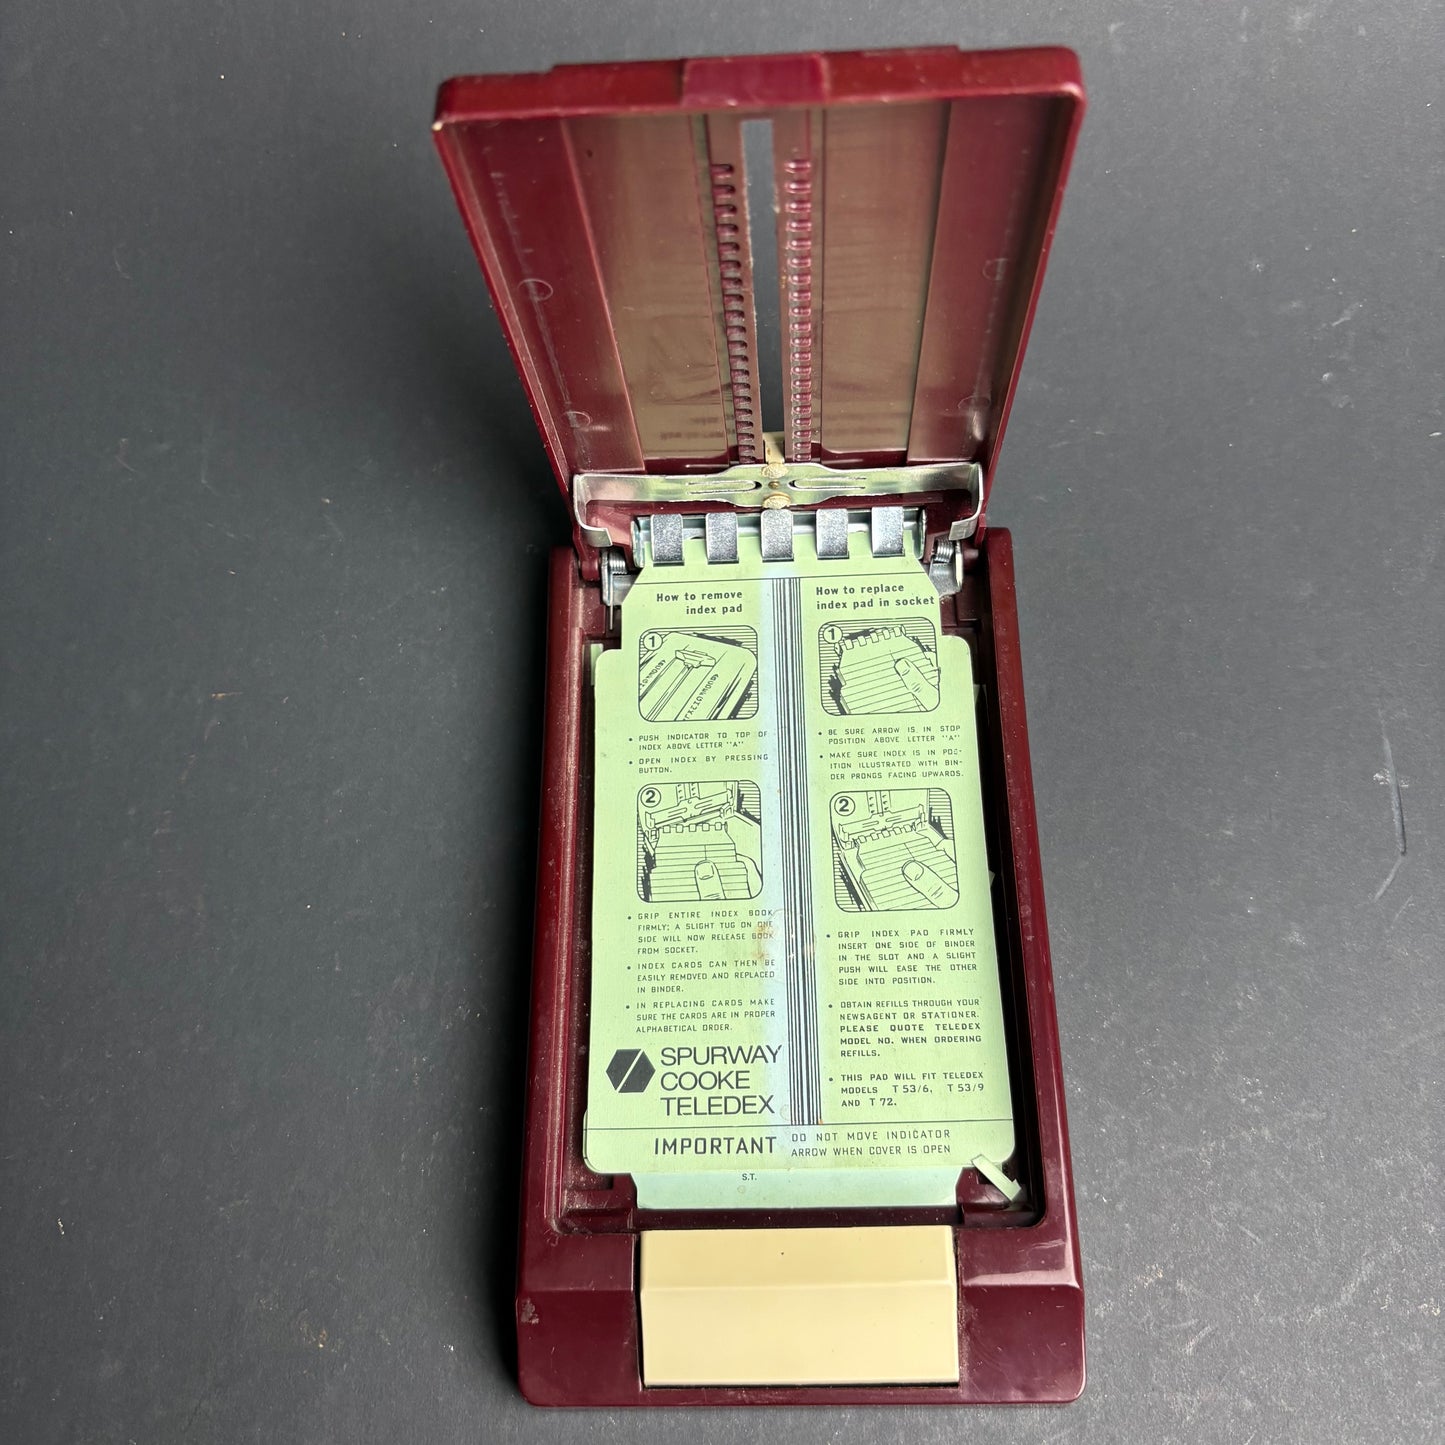 How to remove
index pad
1
• PUSH INDICATOR TO TOP OF
INDEX ABOVE LETTER "A"
• OPEN INDEX BY PRESSING
BUTTON.
2
• GRIP ENTIRE INDEX BOOK
FIRMLY; A SLIGHT TUG ON ONE
SIDE WILL NOW RELEASE BOOK
FROM SOCKET.
• INDEX CARDS CAN THEN BE
EASILY REMOVED AND REPLACED
IN BINDER.
• IN REPLACING CARDS MAKE
SURE THE CARDS ARE IN PROPER
ALPHABETICAL ORDER.
SPURWAY
COOKE
TELEDEX
How to replace
index pad in socket
1
• BE SURE ARROW IS IN STOP
POSITION ABOVE LETTER "A"
• MAKE SURE INDEX IS IN POS-
ITION ILLUSTRATED WITH BIN-
DER PRONGS FACING UPWARDS.
2
• GRIP INDEX PAD FIRMLY
INSERT ONE SIDE OF BINDER
IN THE SLOT AND A SLIGHT
PUSH WILL EASE THE OTHER
SIDE INTO POSITION.
• OBTAIN REFILLS THROUGH YOUR
NEWSAGENT OR STATIONER.
PLEASE QUOTE TELEDEX
MODEL NO. WHEN ORDERING
REFILLS.
• THIS PAD WILL FIT TELEDEX
MODELS T 53/6, T 53/9
AND T 72.
IMPORTANT DO NOT MOVE INDICATOR
ARROW WHEN COVER IS OPEN
S.T.